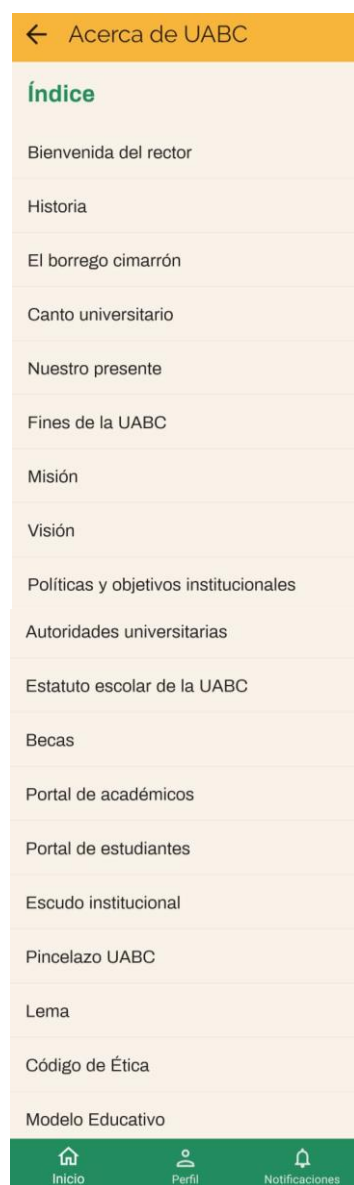 Acerca de UABC
Índice
Bienvenida del rector
Historia
El borrego cimarrón
Canto universitario
Nuestro presente
Fines de la UABC
Misión
Visión
Políticas y objetivos institucionales
Autoridades universitarias
Estatuto escolar de la UABC
Becas
Portal de académicos
Portal de estudiantes
Escudo institucional
Pincelazo UABC
Lema
Código de Ética
Modelo Educativo
Inicio Perfil Notificaciones